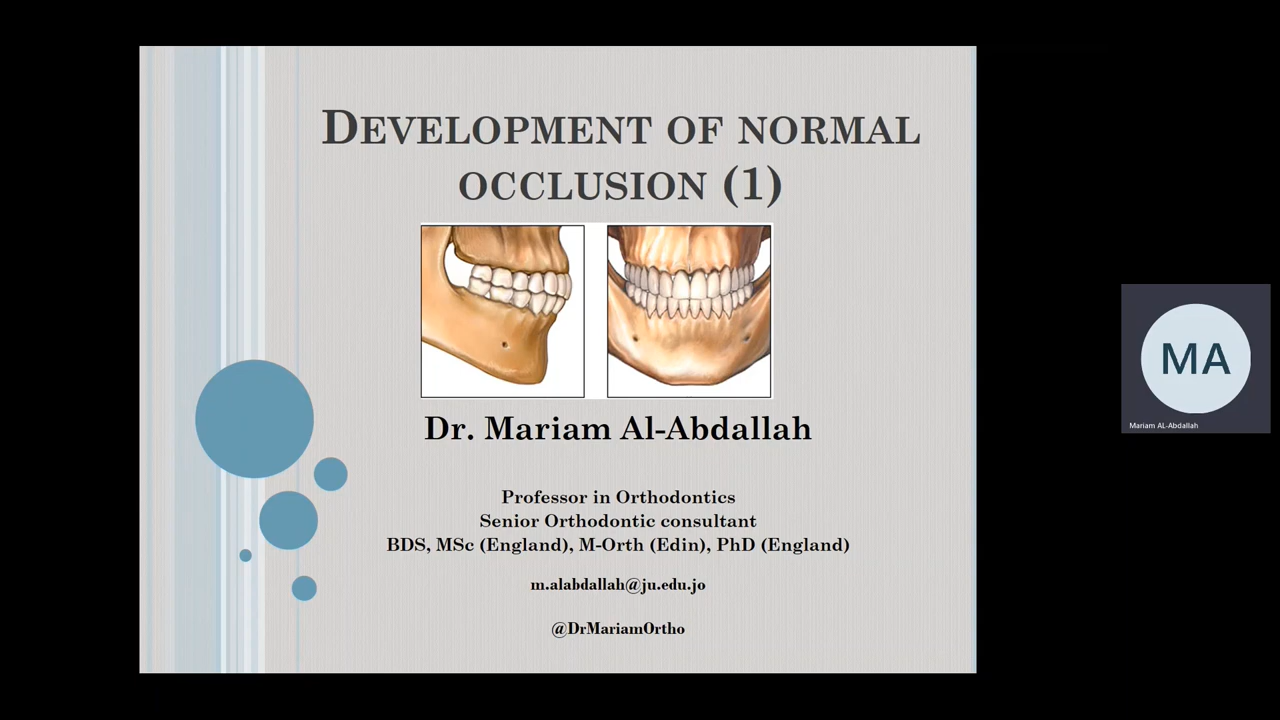 DEVELOPMENT OF NORMAL
OCCLUSION (1)
Dr. Mariam Al-Abdallah
Professor in Orthodontics
Senior Orthodontic consultant
BDS, MSc (England), M-Orth (Edin), PhD (England)
m.alabdallah@ju.edu.jo
@DrMariamOrtho
MA
Mariam AL-Abdallah